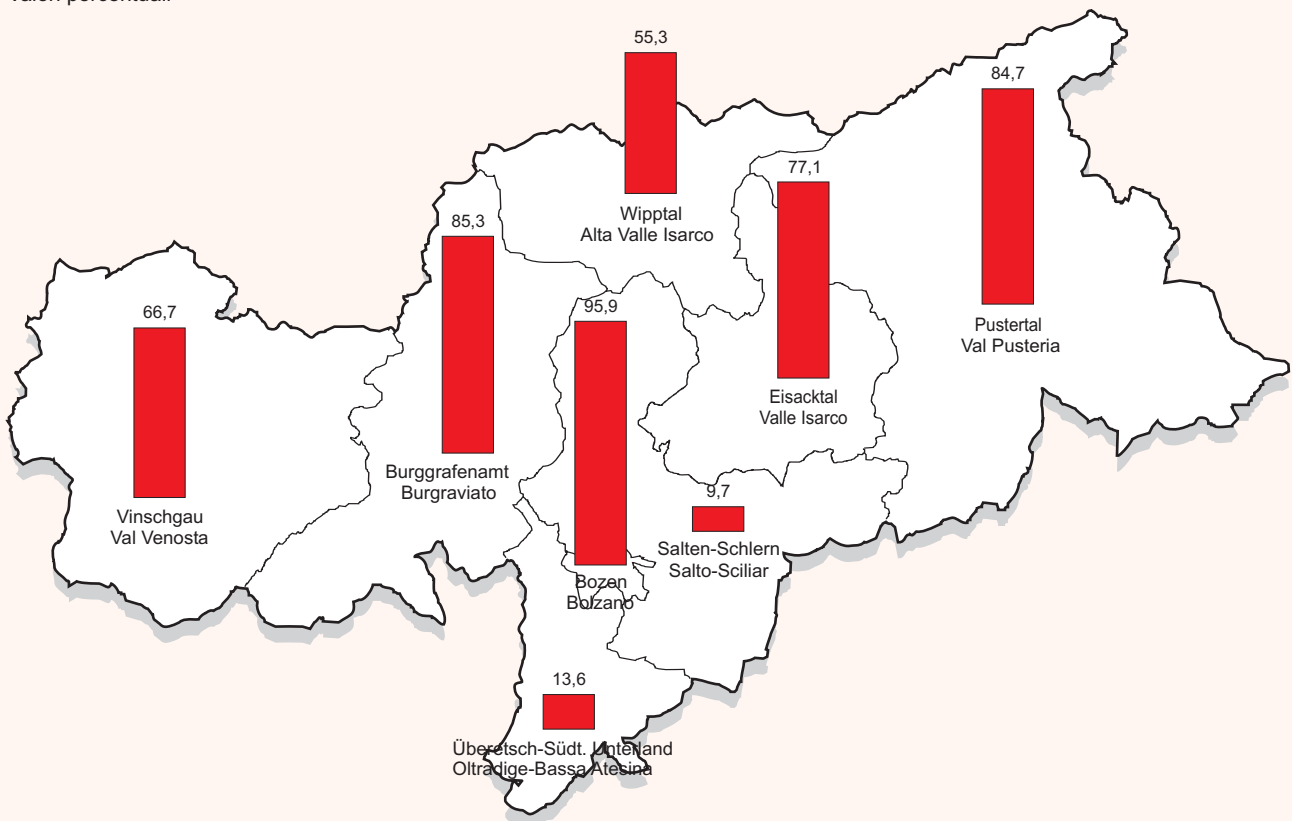 55,3
Wipptal
Alta Valle Isarco
84,7
Pustertal
Val Pusteria
77,1
Eisacktal
Valle Isarco
85,3
Burggrafenamt
Burgraviato
66,7
Vinschgau
Val Venosta
95,9
Bozen
Bolzano
9,7
Salten-Schlern
Salto-Sciliar
13,6
Überetsch-Südt. Unterland
Oltradige-Bassa Atesina